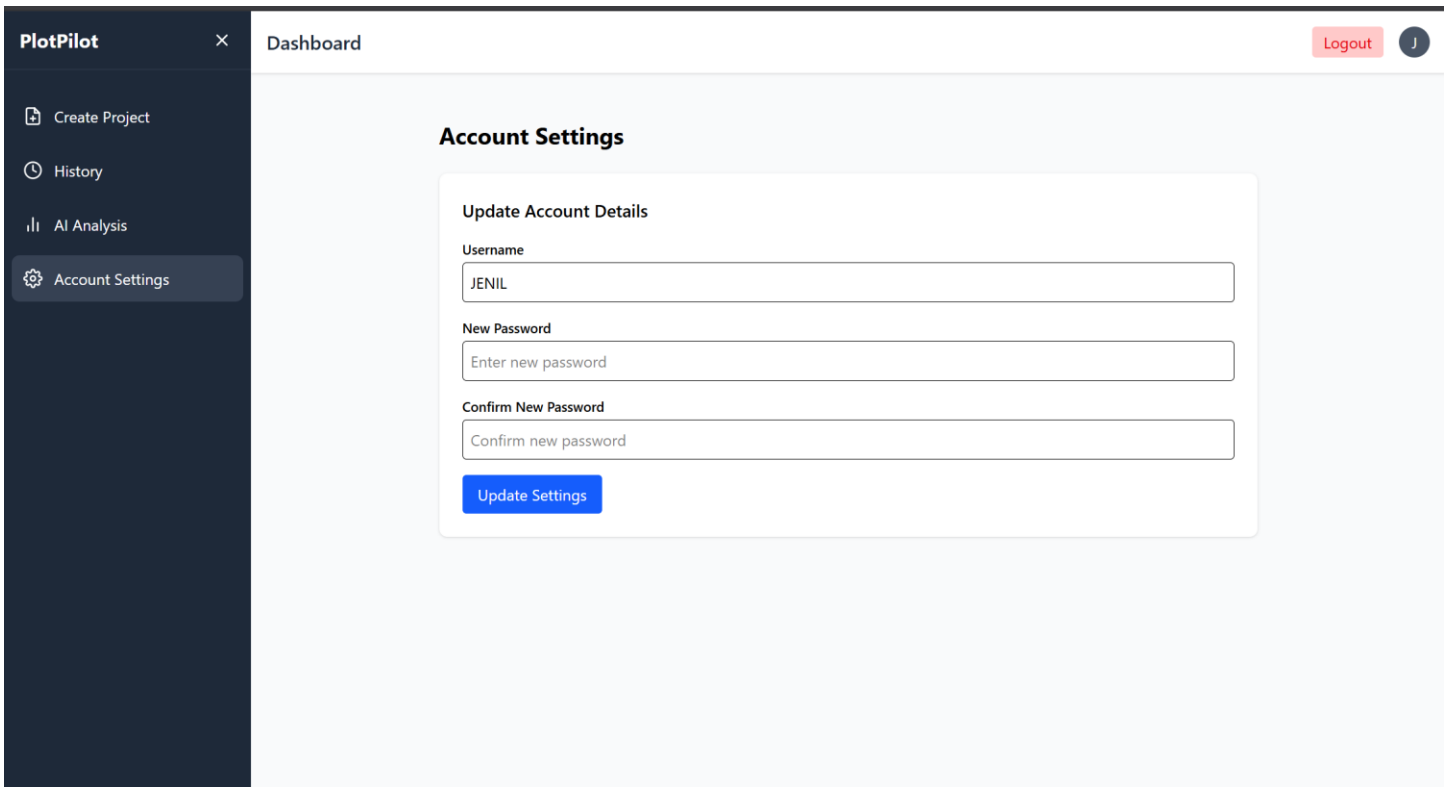 PlotPilot
Dashboard
Logout
J
Create Project
History
AI Analysis
Account Settings
Account Settings
Update Account Details
Username
JENIL
New Password
Enter new password
Confirm New Password
Confirm new password
Update Settings